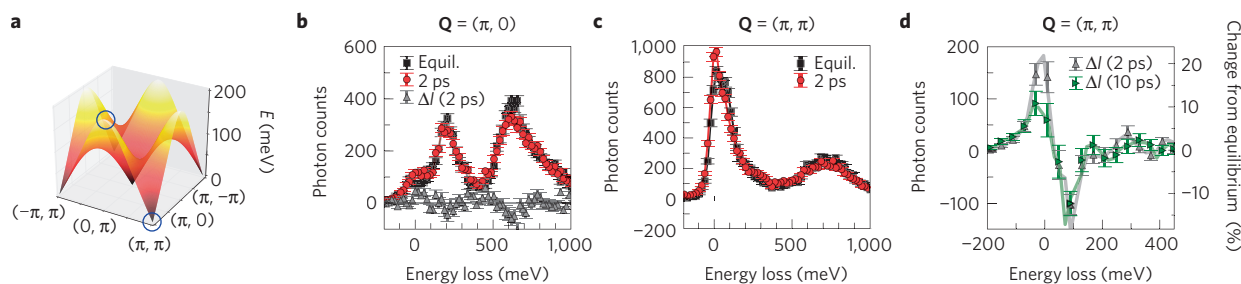 a
200
100
0
E (meV)
(−π, π)
(0, π)
(π, π)
(π, 0)
(π, −π)
b
Q = (π, 0)
600
400
200
0
−200
Photon counts
Equil.
2 ps
ΔI (2 ps)
0
500
1,000
Energy loss (meV)
c
Q = (π, π)
1,000
800
600
400
200
0
−200
Photon counts
Equil.
2 ps
0
500
1,000
Energy loss (meV)
d
Q = (π, π)
200
100
0
−100
Photon counts
ΔI (2 ps)
ΔI (10 ps)
20
10
0
−10
Change from equilibrium (%)
−200
0
200
400
Energy loss (meV)